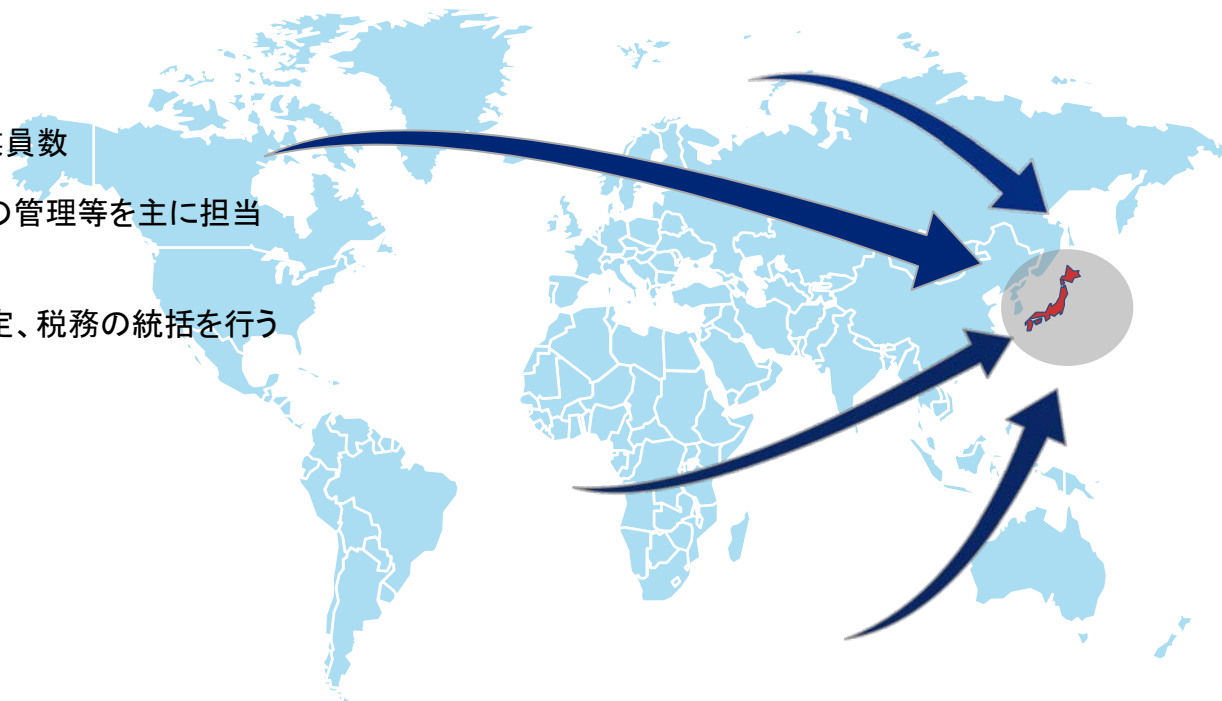 員数
の管理等を主に担当
定、税務の統括を行う